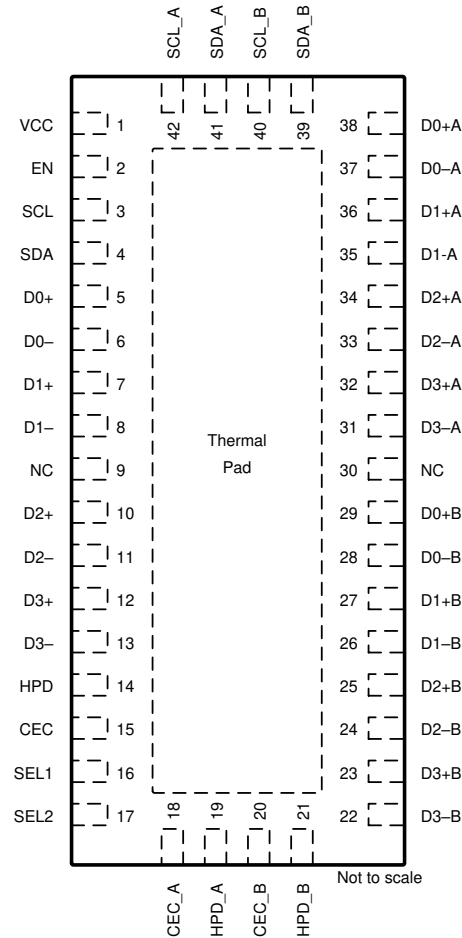 SCL_A SDA_A SCL_B SDA_B
42 41 40 39
VCC 1 38 D0+A
EN 2 37 D0–A
SCL 3 36 D1+A
SDA 4 35 D1-A
D0+ 5 34 D2+A
D0– 6 33 D2–A
D1+ 7 32 D3+A
D1– 8 31 D3–A
Thermal
Pad
NC 9 30 NC
D2+ 10 29 D0+B
D2– 11 28 D0–B
D3+ 12 27 D1+B
D3– 13 26 D1–B
HPD 14 25 D2+B
CEC 15 24 D2–B
SEL1 16 23 D3+B
SEL2 17 22 D3–B
18 19 20 21
CEC_A HPD_A CEC_B HPD_B
Not to scale